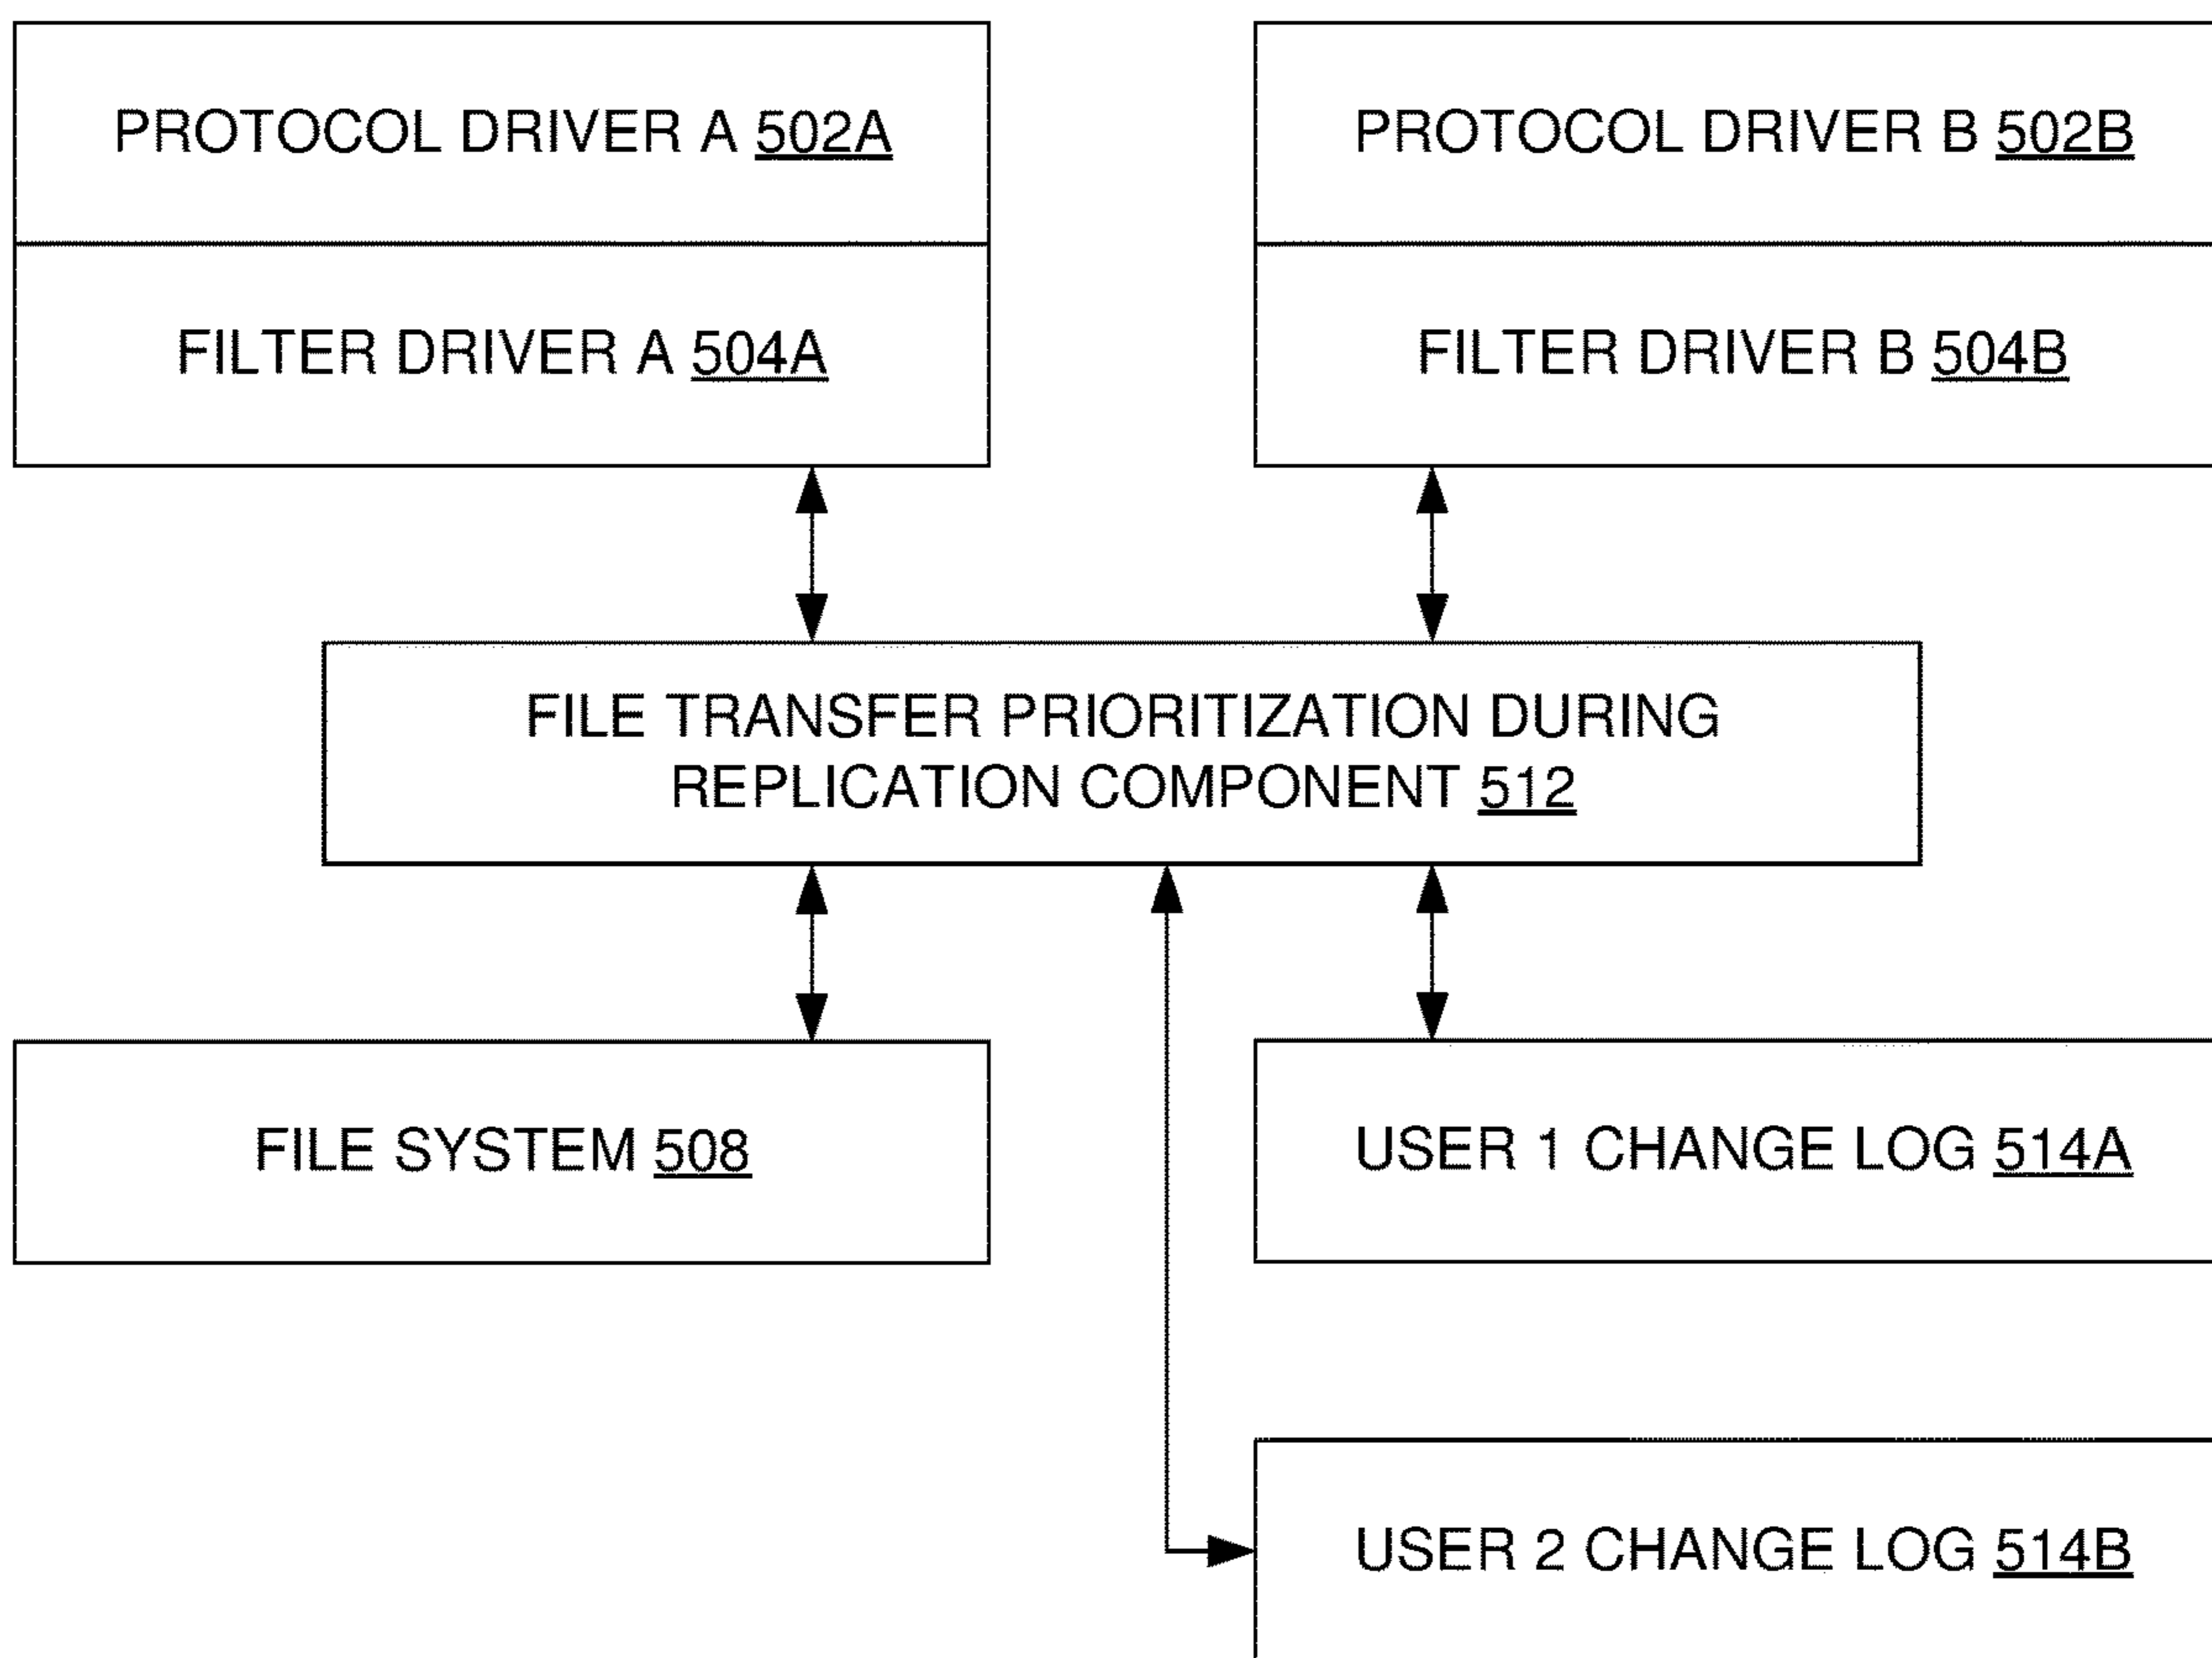 PROTOCOL DRIVER A 502A
PROTOCOL DRIVER B 502B
FILTER DRIVER A 504A
FILTER DRIVER B 504B
FILE TRANSFER PRIORITIZATION DURING
REPLICATION COMPONENT 512
FILE SYSTEM 508
USER 1 CHANGE LOG 514A
USER 2 CHANGE LOG 514B